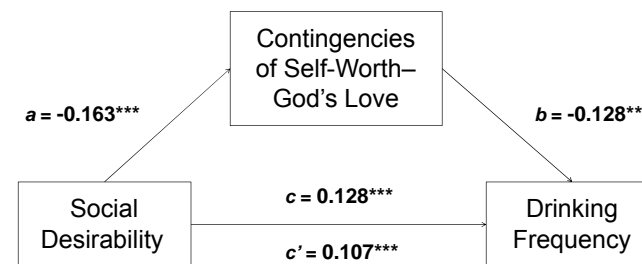 Contingencies
of Self-Worth–
God's Love
a = -0.163***
b = -0.128**
Social
Desirability
c = 0.128***
c' = 0.107***
Drinking
Frequency